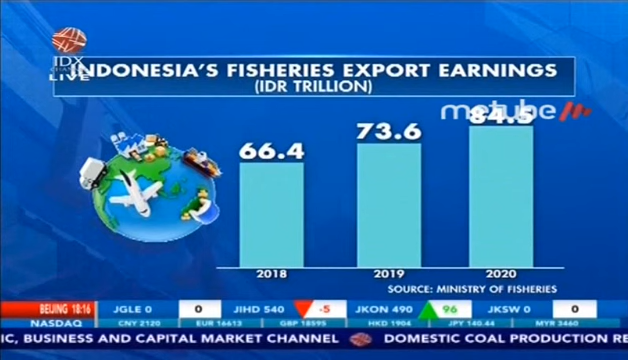 IDX
CHANNEL
LIVE
INDONESIA'S FISHERIES EXPORT EARNINGS
(IDR TRILLION)
metube
66.4
73.6
84.5
2018
2019
2020
SOURCE: MINISTRY OF FISHERIES
BEIJING 18:16
JGLE 0 0 JIHD 540 -5 JKON 490 96 JKSW 0 0
NASDAQ CNY 2120 EUR 16613 GBP 18595 HKD 1904 JPY 140.44 MYR 3460
IC, BUSINESS AND CAPITAL MARKET CHANNEL DOMESTIC COAL PRODUCTION RE